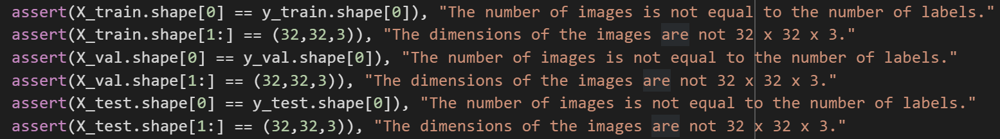 assert(X_train.shape[0] == y_train.shape[0]), "The number of images is not equal to the number of labels."
assert(X_train.shape[1:] == (32,32,3)), "The dimensions of the images are not 32 x 32 x 3."
assert(X_val.shape[0] == y_val.shape[0]), "The number of images is not equal to the number of labels."
assert(X_val.shape[1:] == (32,32,3)), "The dimensions of the images are not 32 x 32 x 3."
assert(X_test.shape[0] == y_test.shape[0]), "The number of images is not equal to the number of labels."
assert(X_test.shape[1:] == (32,32,3)), "The dimensions of the images are not 32 x 32 x 3."